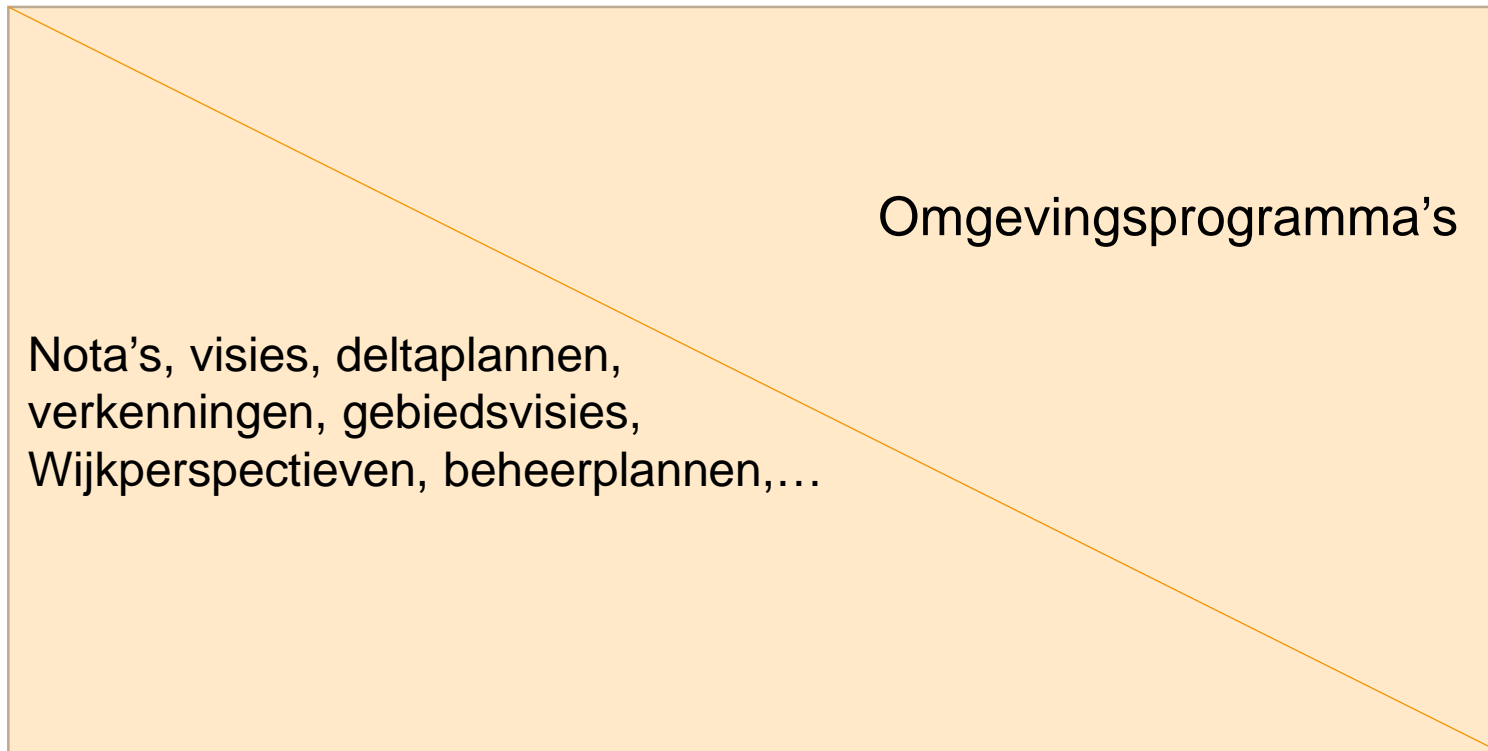 Omgevingsprogramma’s
Nota’s, visies, deltaplannen,
verkenningen, gebiedsvisies,
Wijkperspectieven, beheerplannen,…